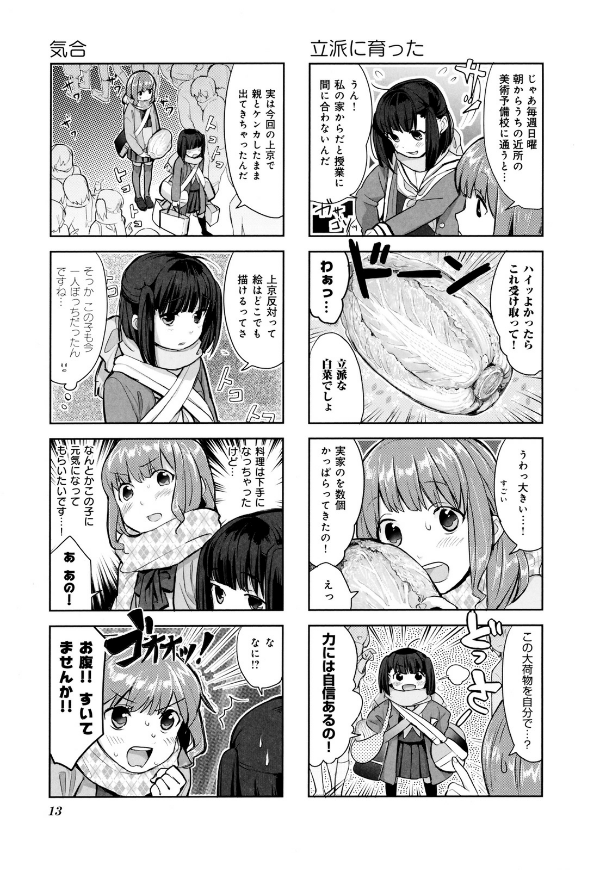 立派に育った
じゃあ毎週日曜
朝からうちの近所の
美術予備校に通うと…
うん!
私の家からだと授業に
間に合わないんだ
ガサ
ゴソッ
ドーン
ハイッよかったら
これ受け取って!
わぁっ…
立派な
白菜でしょ
うわっ大きい…!
すごい
実家のを数個
かっぱらってきたの!
えっ
どっさ
この大荷物を自分で…?
力には自信あるの!
気合
実は今回の上京で
親とケンカしたまま
出てきちゃったんだ
上京反対って
絵はどこでも
描けるってさ
そっか この子も今
一人ぼっちだったん
ですね…
トコ
トコ
料理は下手に
なっちゃった
けど…
なんとかこの子に
元気になって
もらいたいです…!
あ あの!
ゴオオッ!
な
なに!?
お腹!! すいて
ませんか!!
13